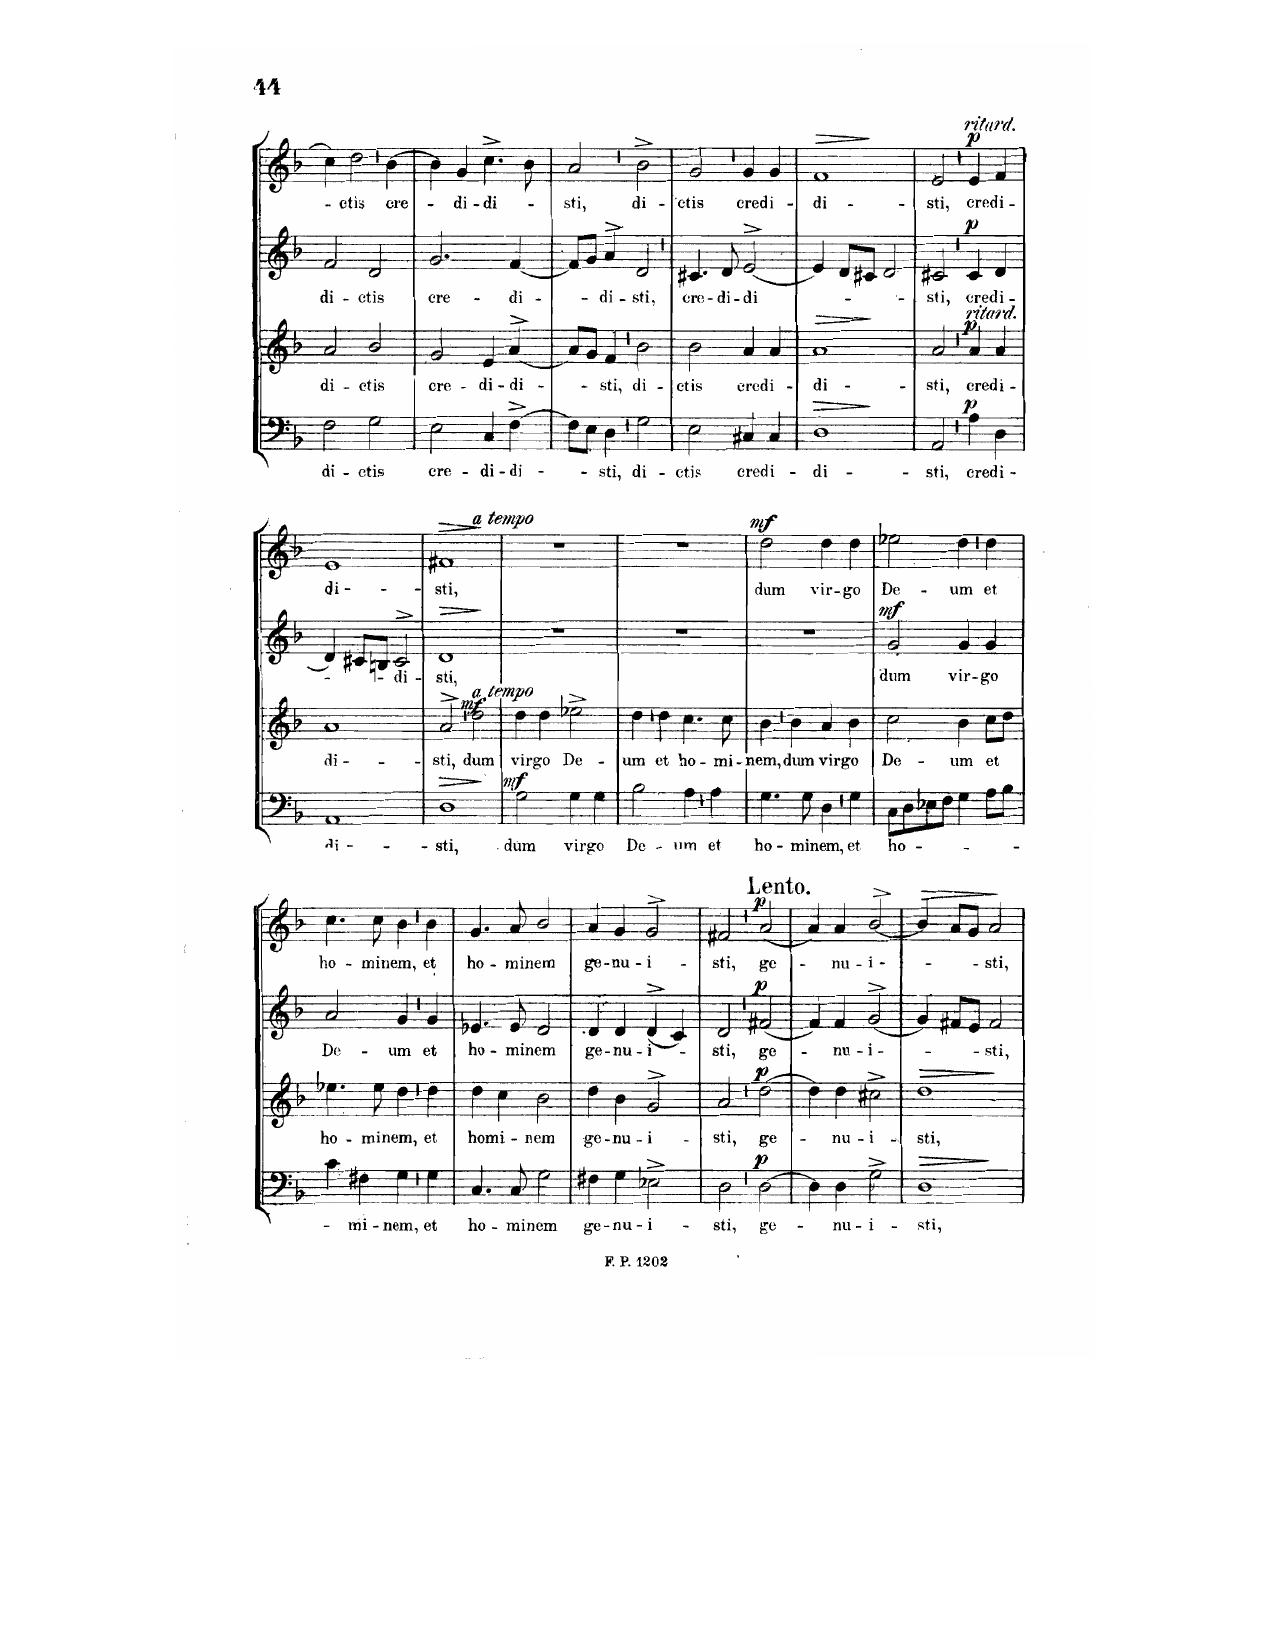 44
ritard.
p
- ctis cre - di - di - sti, di - ctis credi - di - sti, credi -
p
di - ctis cre - di - - di - sti, cre - di - di - - sti, credi -
ritard.
p
di - ctis cre - di - di - - sti, di - ctis credi - di - sti, credi -
p
di - ctis cre - di - di - - sti, di - ctis credi - di - sti, credi -
a tempo mf
di - - sti, dum vir - go De - um et
mf
- - di - sti, dum vir - go
a tempo
mf
di - - sti, dum virgo De - um et ho - mi - nem, dum virgo De - um et
mf
di - - sti, dum virgo De - um et ho - minem, et ho - - -
Lento.
p
ho - minem, et ho - minem ge - nu - i - sti, ge - nu - i - - - sti,
p
De - um et ho - minem ge - nu - i - sti, ge - nu - i - - - sti,
p
ho - minem, et homi - nem ge - nu - i - sti, ge - nu - i - sti,
p
- mi - nem, et ho - minem ge - nu - i - sti, ge - nu - i - sti,
F. P. 1202